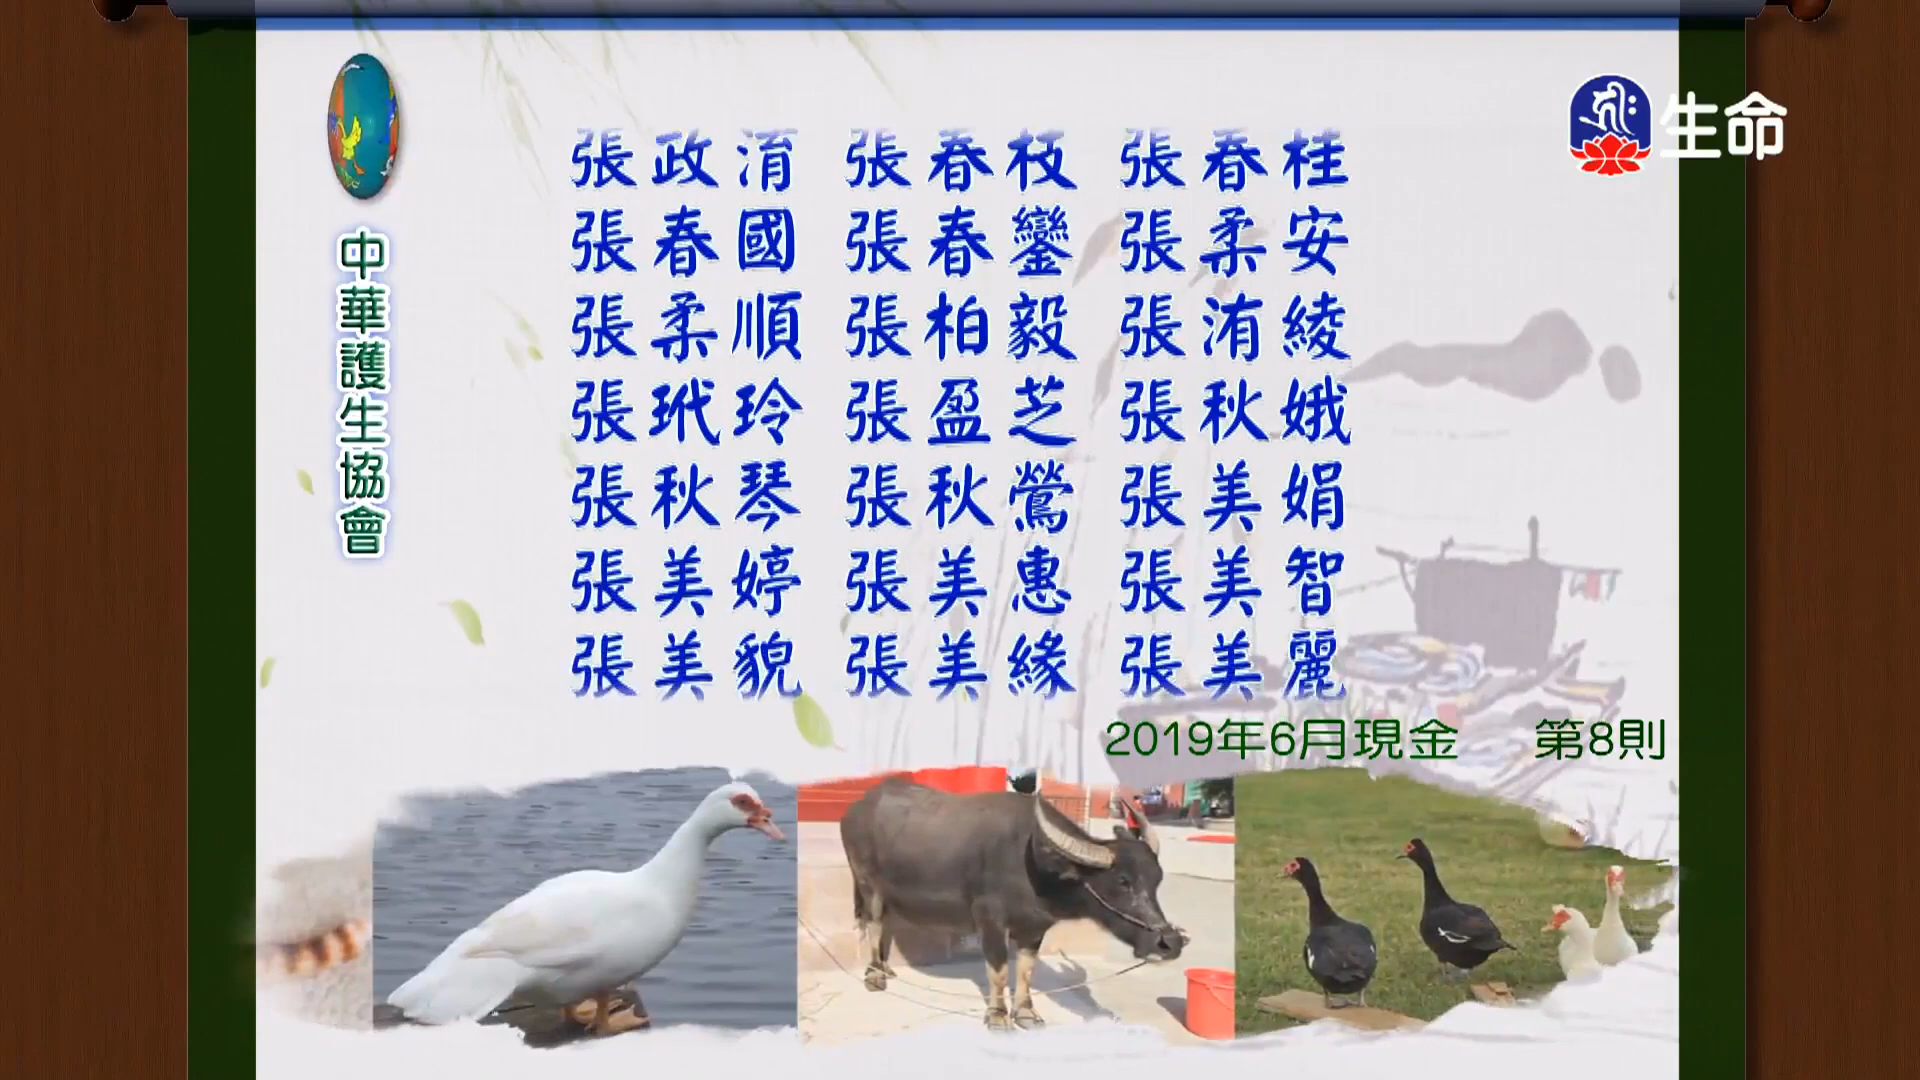 生命
中華護生協會
張政淯 張春枝 張春桂
張春國 張春鑾 張柔安
張柔順 張柏毅 張洧綾
張玳玲 張盈芝 張秋娥
張秋琴 張秋鶯 張美娟
張美婷 張美惠 張美智
張美貌 張美緣 張美麗
2019年6月現金 第8則